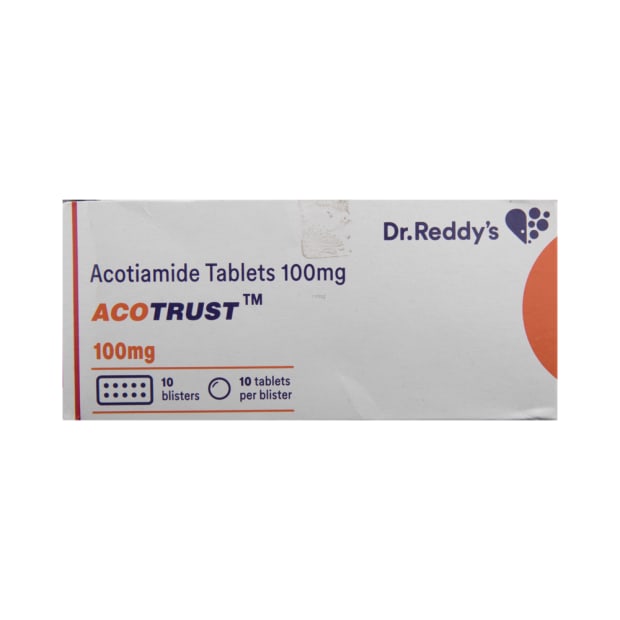 Dr.Reddy's
Acotiamide Tablets 100mg
ACOTRUST™
100mg
10 blisters
10 tablets per blister